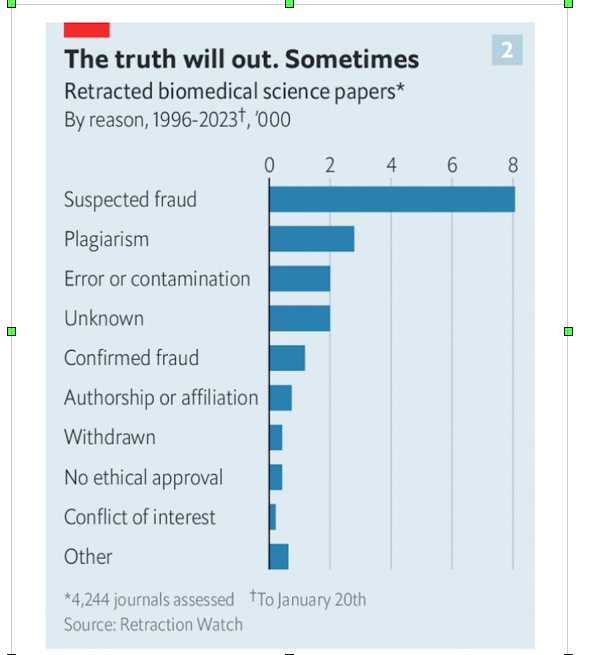 The truth will out. Sometimes
2
Retracted biomedical science papers*
By reason, 1996-2023†, ’000
0 2 4 6 8
Suspected fraud
Plagiarism
Error or contamination
Unknown
Confirmed fraud
Authorship or affiliation
Withdrawn
No ethical approval
Conflict of interest
Other
*4,244 journals assessed †To January 20th
Source: Retraction Watch